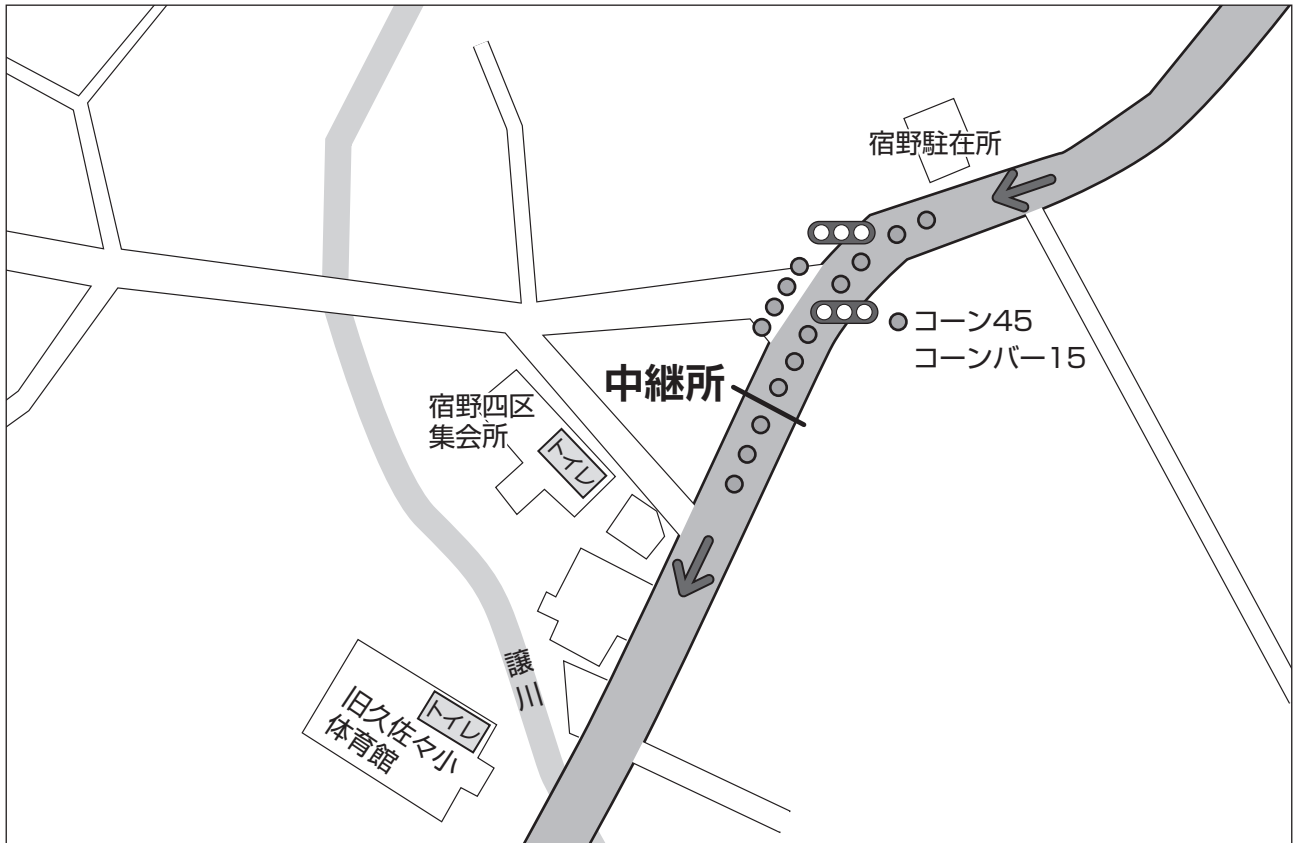 宿野駐在所
コーン45
コーンバー15
中継所
宿野四区
集会所
トイレ
譲川
トイレ
旧久佐々小
体育館